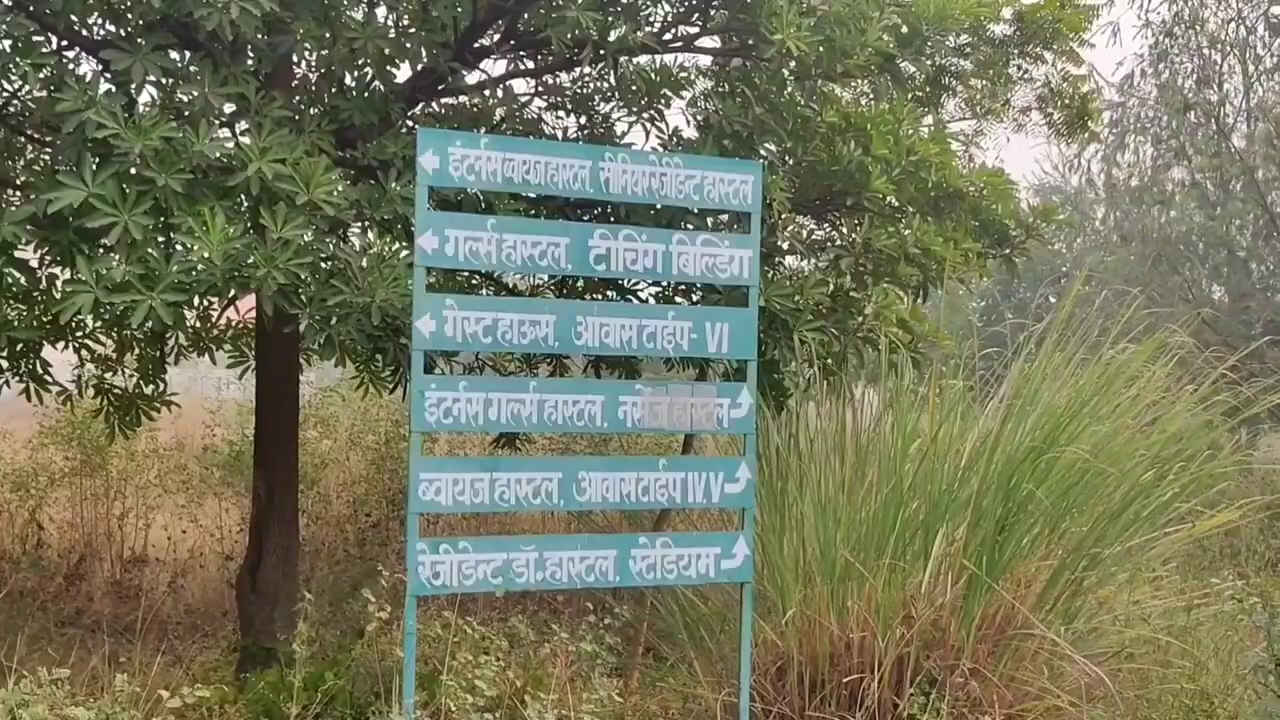 इंटर्नस ब्वायज हास्टल, सीनियर रेजीडेन्ट हास्टल
गर्ल्स हास्टल, टीचिंग बिल्डिंग
गेस्ट हाऊस, आवास टाईप- VI
इंटर्नस गर्ल्स हास्टल, नर्सेज हास्टल
ब्वायज हास्टल, आवास टाईप IV, V
रेजीडेन्ट डॉ. हास्टल, स्टेडियम